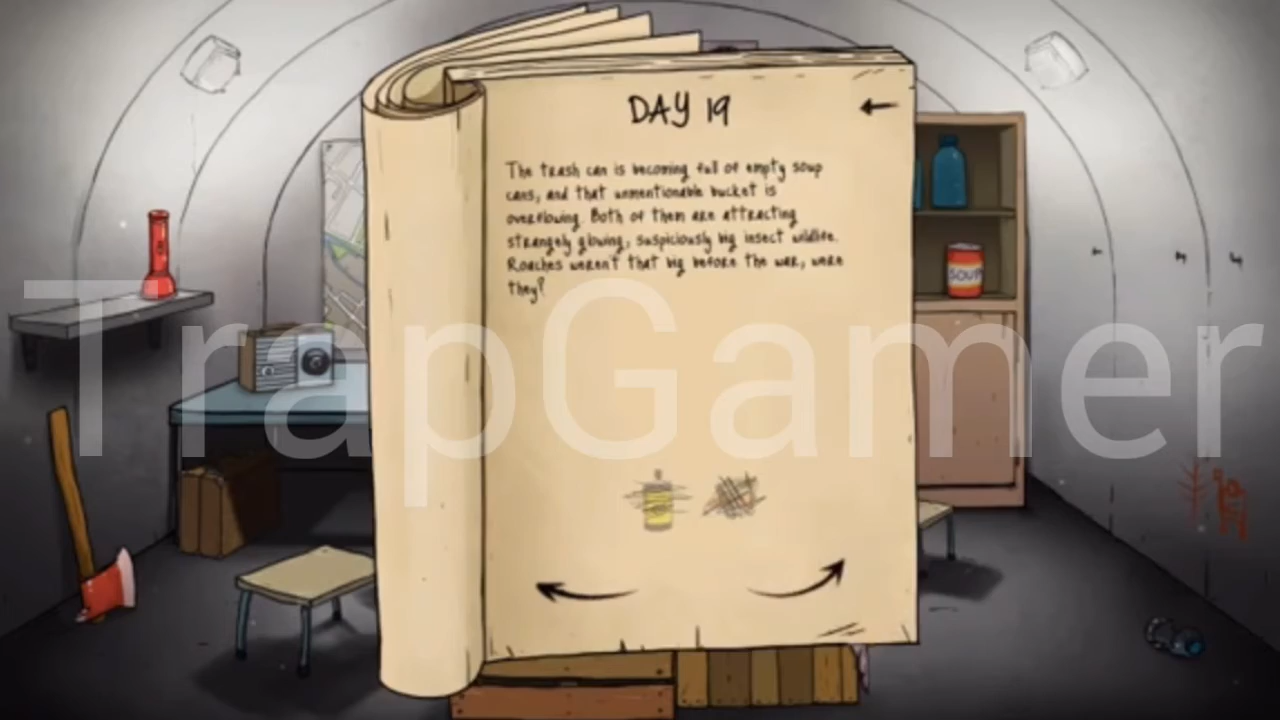 DAY 19
The trash can is becoming full of empty soup
cans, and that unmentionable bucket is
overflowing. Both of them are attracting
strangely glowing, suspiciously big insect wildlife.
Roaches weren't that big before the war, were
they?
SOUP
TrapGamer